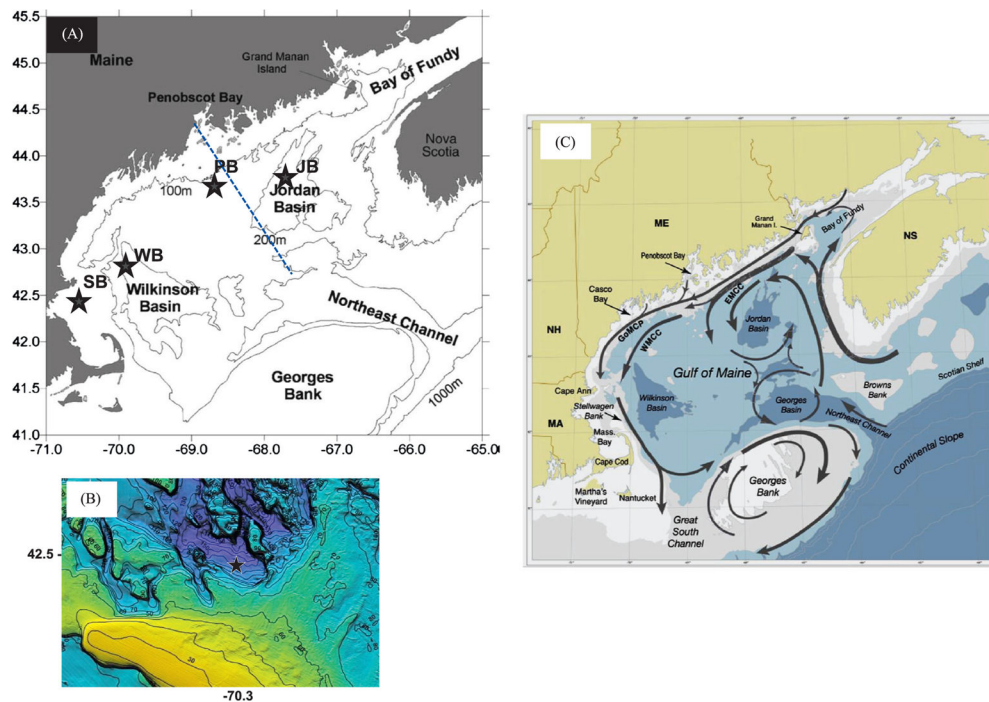 (A)
45.5
45.0
44.5
44.0
43.5
43.0
42.5
42.0
41.5
41.0
-71.0
-70.0
-69.0
-68.0
-67.0
-66.0
-65.0
Maine
Grand Manan
Island
Bay of Fundy
Penobscot Bay
Nova
Scotia
PB
JB
Jordan
Basin
100m
200m
WB
SB
Wilkinson
Basin
Northeast Channel
Georges
Bank
1000m
(B)
42.5
-70.3
(C)
ME
Grand
Manan I.
Bay of Fundy
NS
Penobscot Bay
Casco
Bay
EMCC
Jordan
Basin
NH
GoMCP
WMCC
Gulf of Maine
Scotian Shelf
Browns
Bank
Cape Ann
Stellwagen
Bank
Wilkinson
Basin
Georges
Basin
Northeast Channel
MA
Mass
Bay
Cape Cod
Continental Slope
Martha's
Vineyard
Nantucket
Georges
Bank
Great
South
Channel